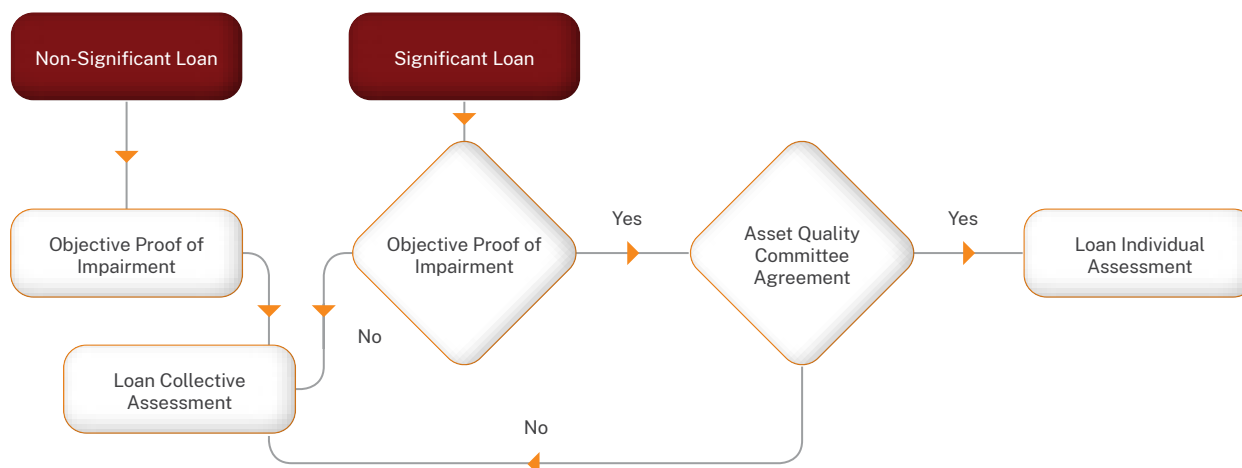 Non-Significant Loan
Significant Loan
Objective Proof of
Impairment
Objective Proof of
Impairment
Yes
Asset Quality
Committee
Agreement
Yes
Loan Individual
Assessment
No
Loan Collective
Assessment
No